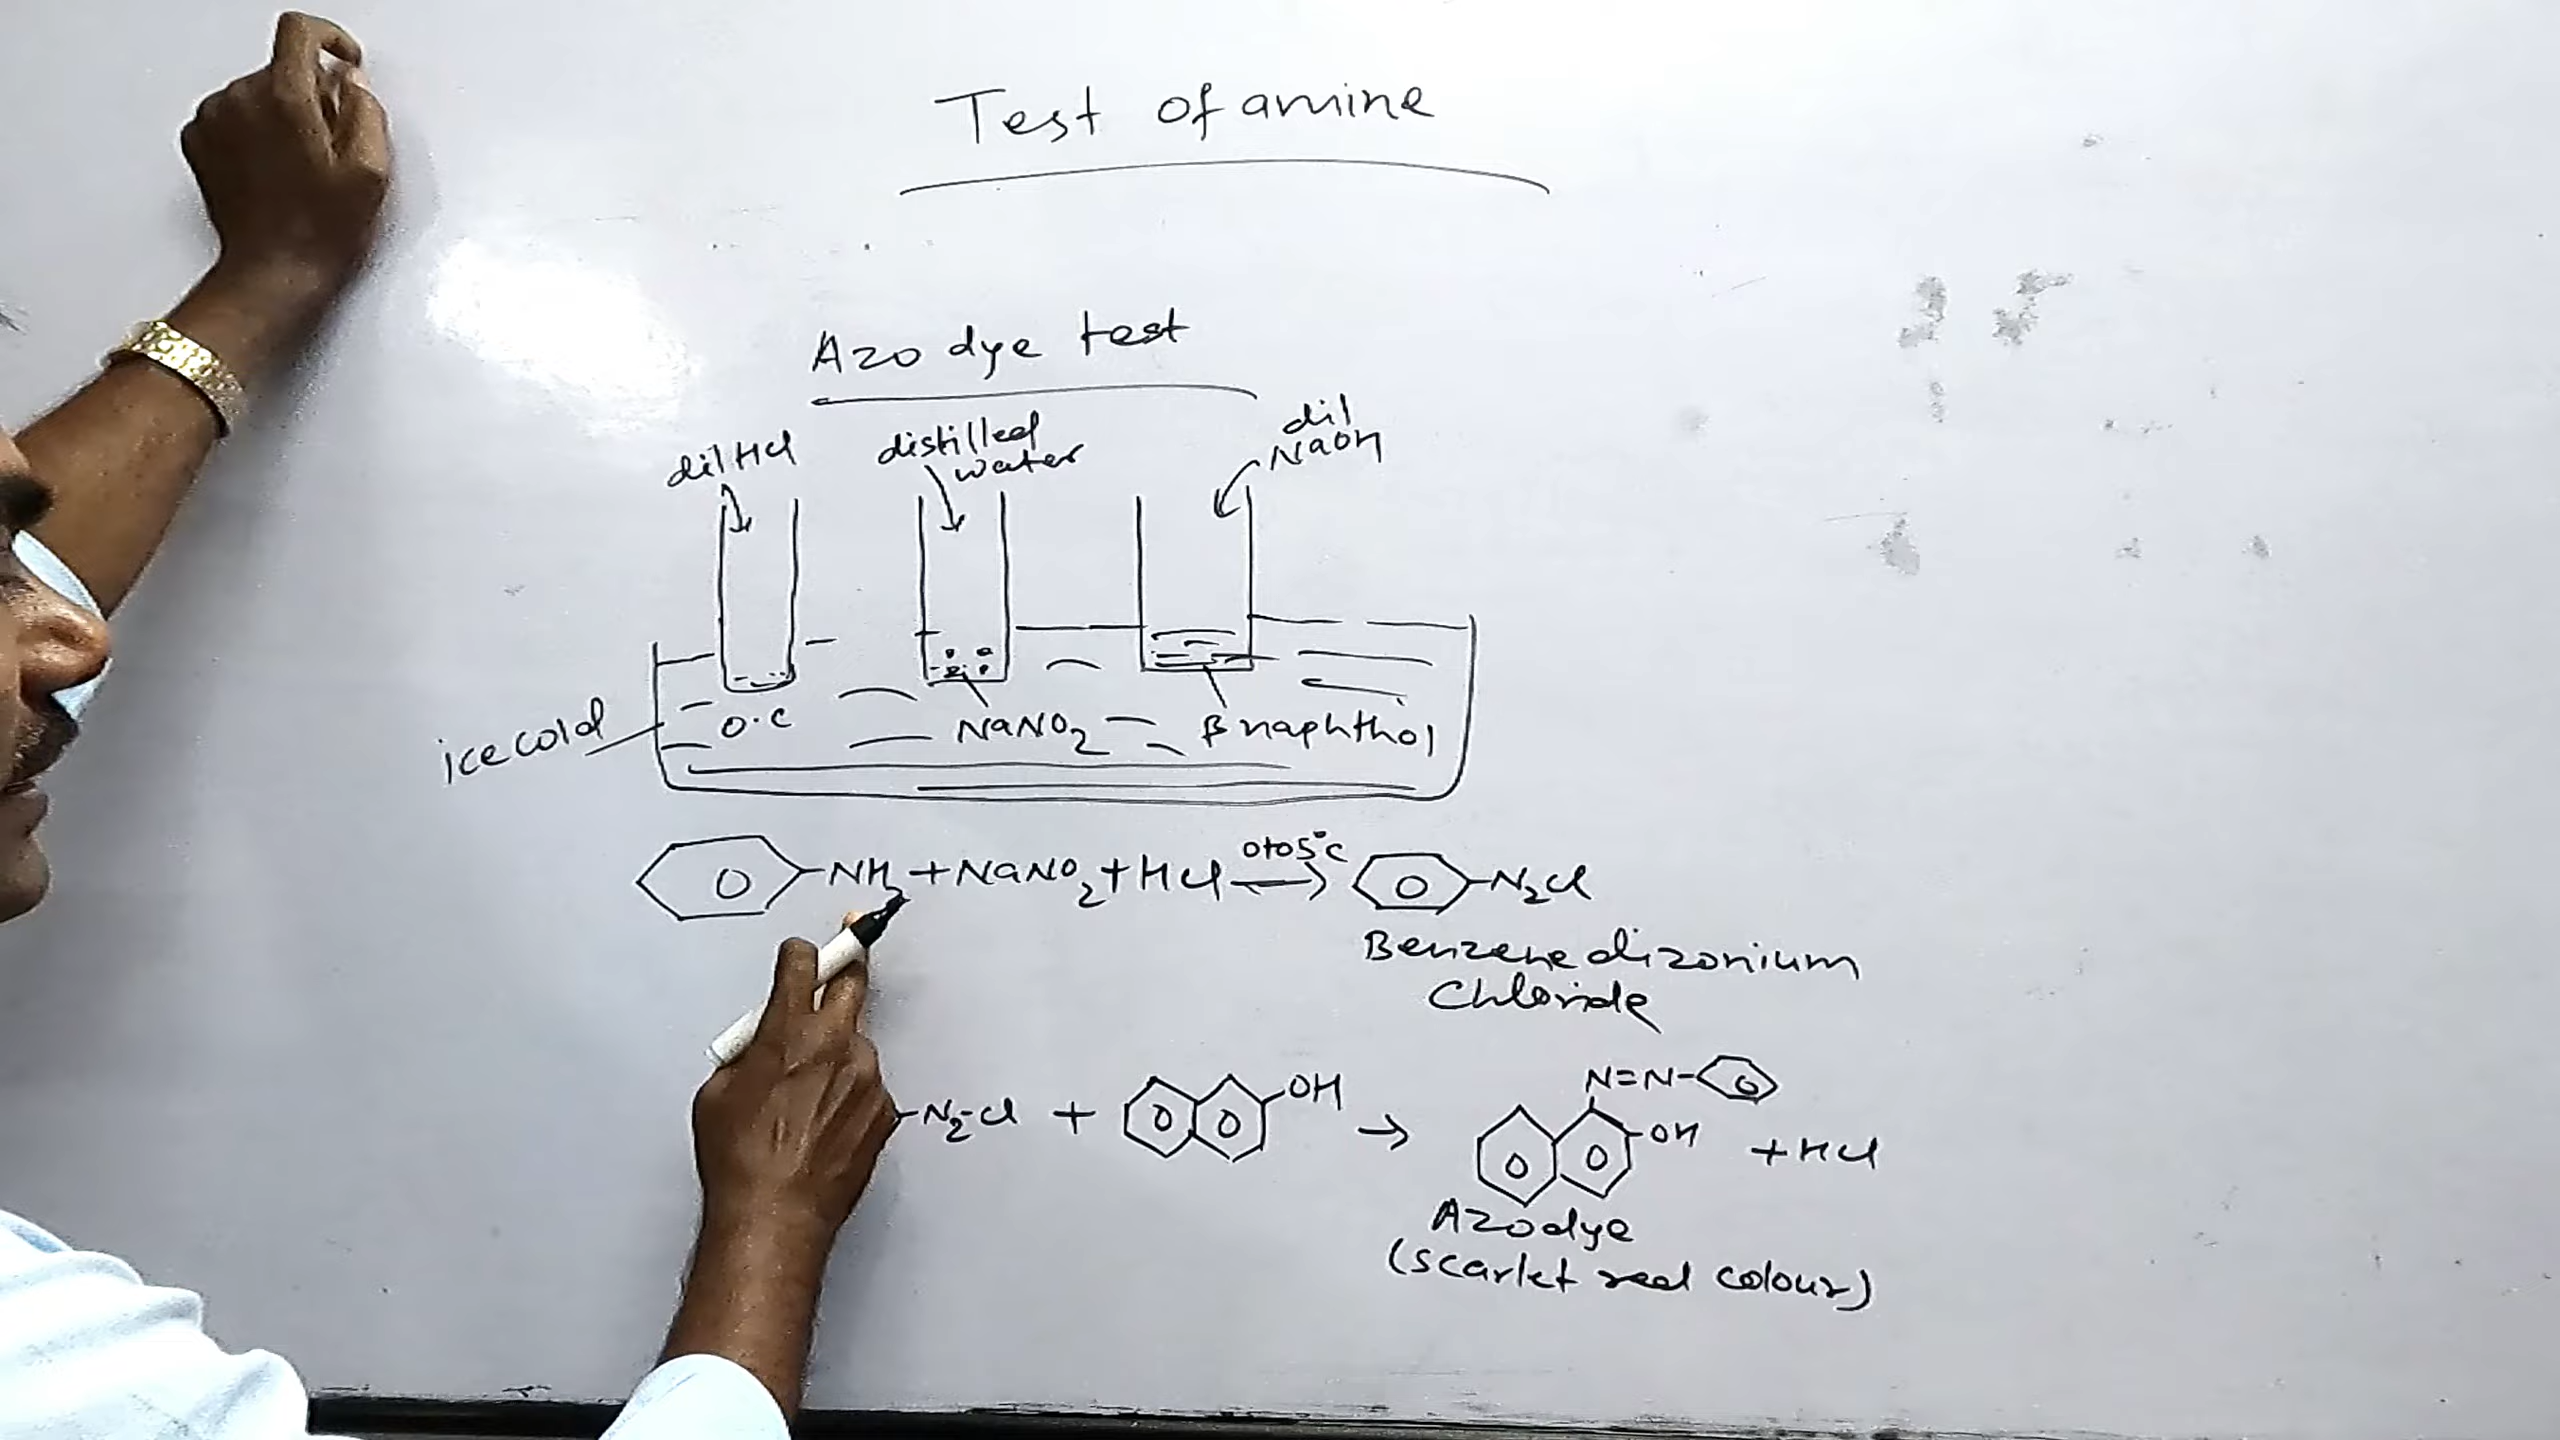 Test of amine
Azo dye test
dil HCl
distilled
water
dil
NaOH
ice cold
O.C
NaNO2
β naphthol
NH2 + NaNO2 + HCl ⇌ 0 to 5°C N2Cl
Benzene dizonium
Chloride
N2-Cl + OH → N=N- OH + HCl
Azodye
(scarlet red colour)